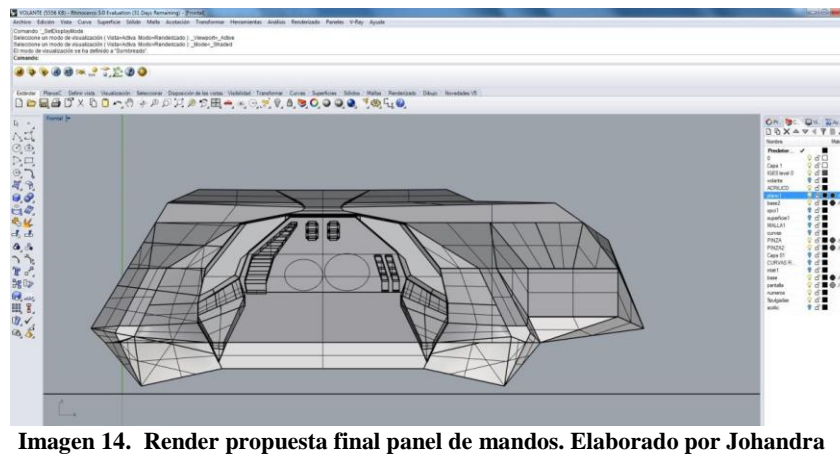 VOLANTE (5556 KB) - Rhinoceros 5.0 Evaluation (31 Days Remaining) - [Frontal]
Archivo Edición Vista Curva Superficie Sólido Malla Acotación Transformar Herramientas Análisis Renderizado Paneles V-Ray Ayuda
Comando: '_SetDisplayMode
Seleccione un modo de visualización ( Vista=Activa Modo=Renderizado ): _Viewport=_Active
Seleccione un modo de visualización ( Vista=Activa Modo=Renderizado ): _Mode=_Shaded
El modo de visualización se ha definido a "Sombreado".
Comando:
Estándar PlanosC Definir vista Visualización Seleccionar Disposición de las vistas Visibilidad Transformar Curvas Superficies Sólidos Mallas Renderizado Dibujo Novedades V5
Frontal
Nombre
Predeter...
0
Capa 1
IGES level 0
volante
ACRILICO
base2
superficie1
MALLA1
curvas
PINZA
PINZA2
CURVAS R...
base
pantalla
numeros
Imagen 14. Render propuesta final panel de mandos. Elaborado por Johandra